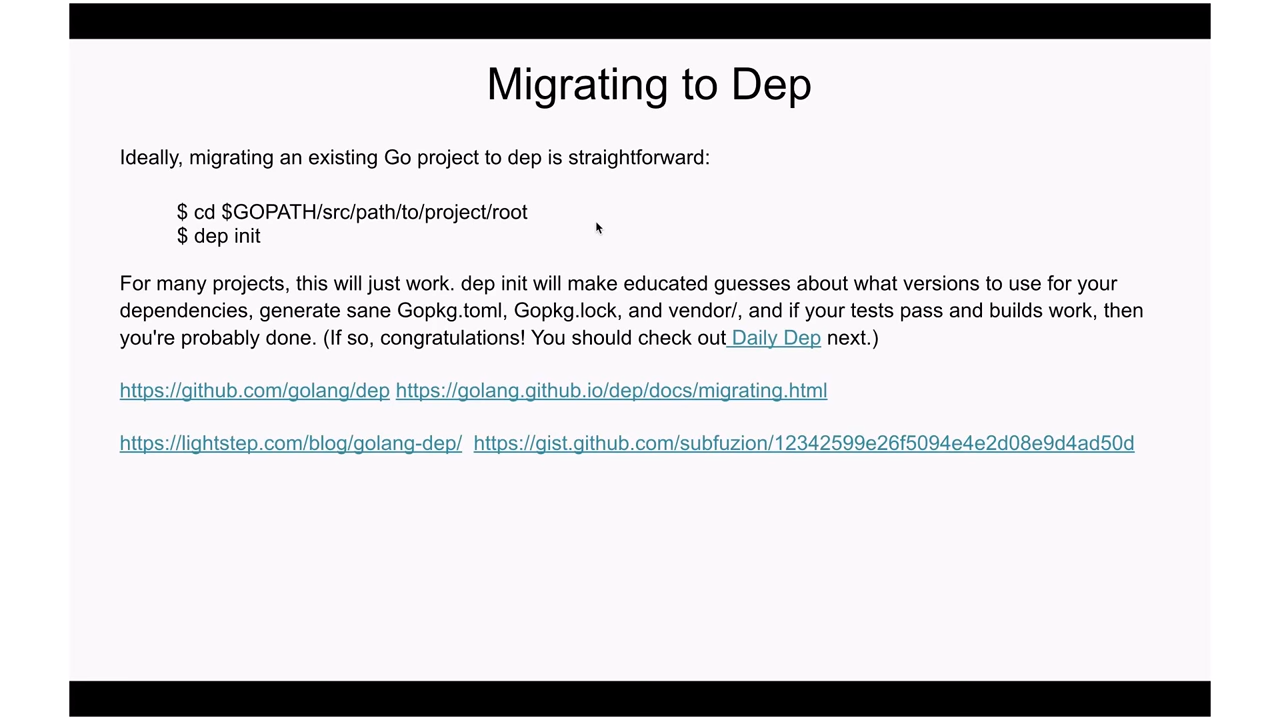 Migrating to Dep
Ideally, migrating an existing Go project to dep is straightforward:
$ cd $GOPATH/src/path/to/project/root
$ dep init
For many projects, this will just work. dep init will make educated guesses about what versions to use for your
dependencies, generate sane Gopkg.toml, Gopkg.lock, and vendor/, and if your tests pass and builds work, then
you're probably done. (If so, congratulations! You should check out Daily Dep next.)
https://github.com/golang/dep https://golang.github.io/dep/docs/migrating.html
https://lightstep.com/blog/golang-dep/ https://gist.github.com/subfuzion/12342599e26f5094e4e2d08e9d4ad50d